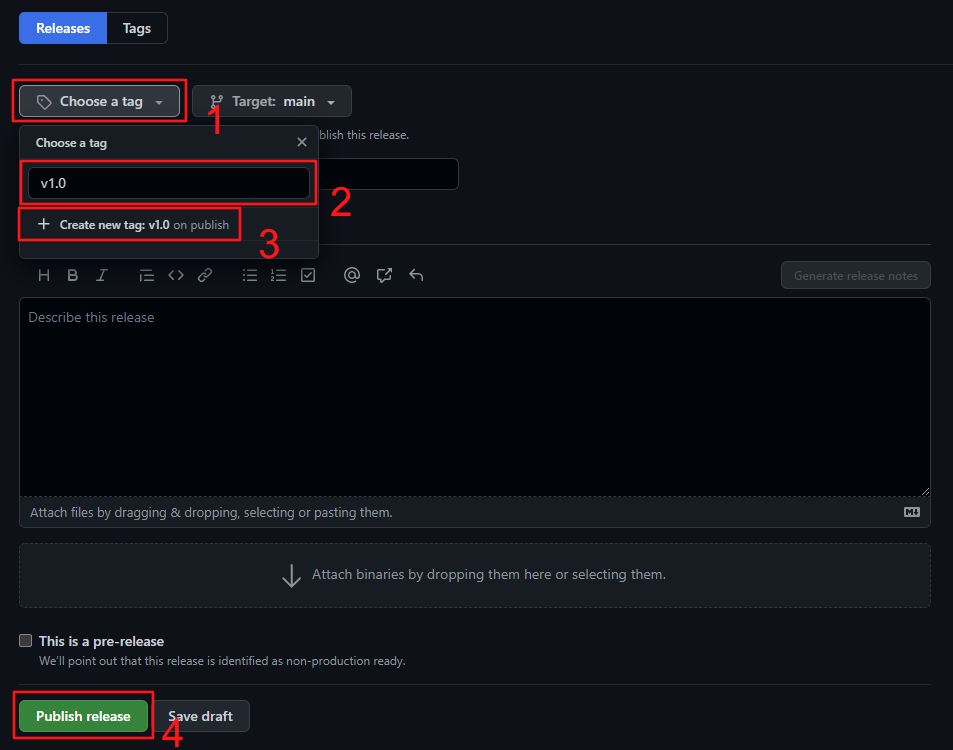 Releases Tags
Choose a tag Target: main
1
Choose a tag
blish this release.
v1.0
2
Create new tag: v1.0 on publish
3
H B I
Generate release notes
Describe this release
Attach files by dragging & dropping, selecting or pasting them.
Attach binaries by dropping them here or selecting them.
This is a pre-release
We'll point out that this release is identified as non-production ready.
Publish release Save draft
4